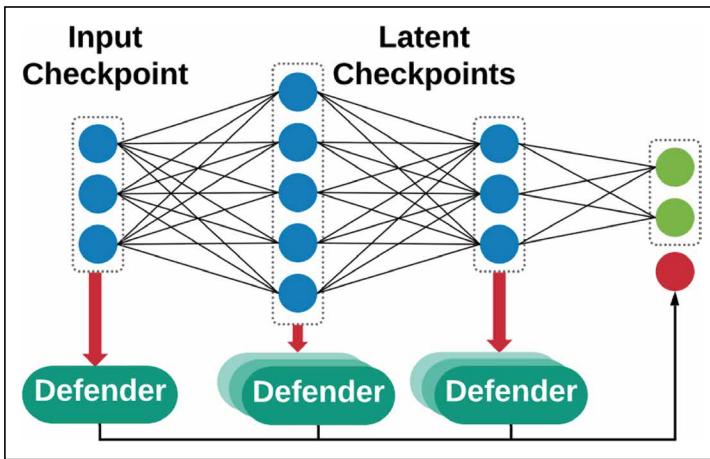 Input
Checkpoint
Latent
Checkpoints
Defender
Defender
Defender